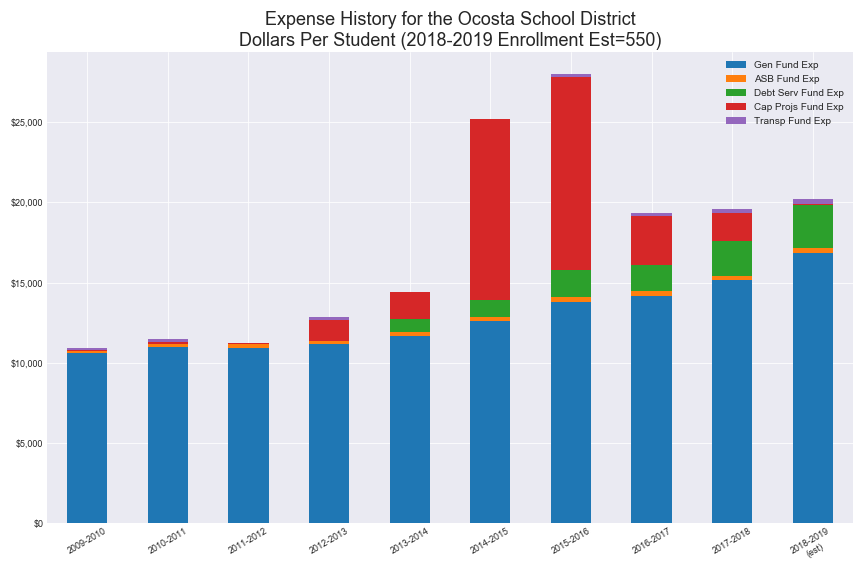 Expense History for the Ocosta School District
Dollars Per Student (2018-2019 Enrollment Est=550)
Gen Fund Exp
ASB Fund Exp
Debt Serv Fund Exp
Cap Projs Fund Exp
Transp Fund Exp
$25,000
$20,000
$15,000
$10,000
$5,000
$0
2009-2010
2010-2011
2011-2012
2012-2013
2013-2014
2014-2015
2015-2016
2016-2017
2017-2018
2018-2019
(est)